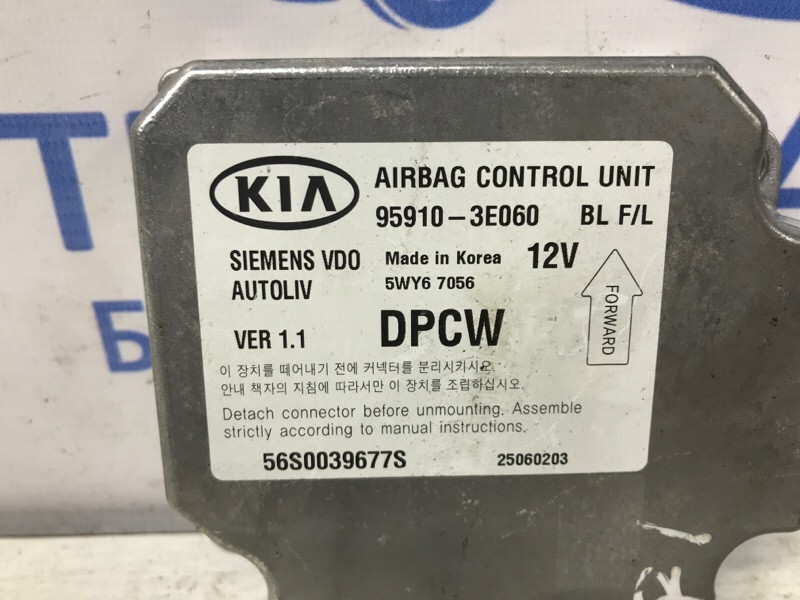 KIA AIRBAG CONTROL UNIT
95910-3E060 BL F/L
SIEMENS VDO Made in Korea 12V
AUTOLIV 5WY6 7056
FORWARD
VER 1.1 DPCW
이 장치를 떼어내기 전에 커넥터를 분리시키시오.
안내 책자의 지침에 따라서만 이 장치를 조립하십시오.
Detach connector before unmounting. Assemble
strictly according to manual instructions.
56S0039677S 25060203